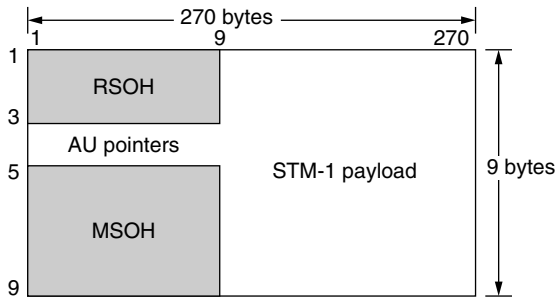 270 bytes
1 9 270
1
RSOH
3
AU pointers
5
STM-1 payload
9 bytes
MSOH
9